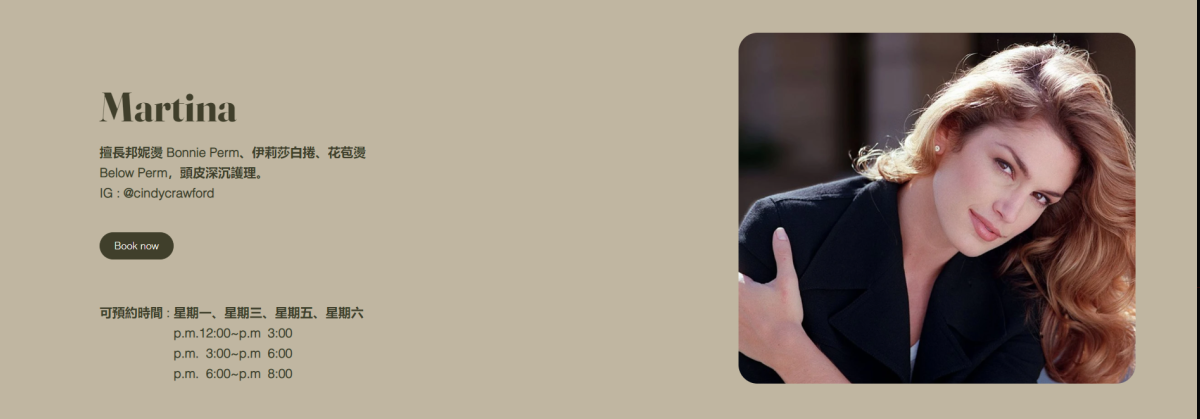 Martina
擅長邦妮燙 Bonnie Perm、伊莉莎白捲、花苞燙
Below Perm，頭皮深沉護理。
IG : @cindycrawford
Book now
可預約時間 : 星期一、星期三、星期五、星期六
p.m.12:00~p.m  3:00
p.m.  3:00~p.m  6:00
p.m.  6:00~p.m  8:00